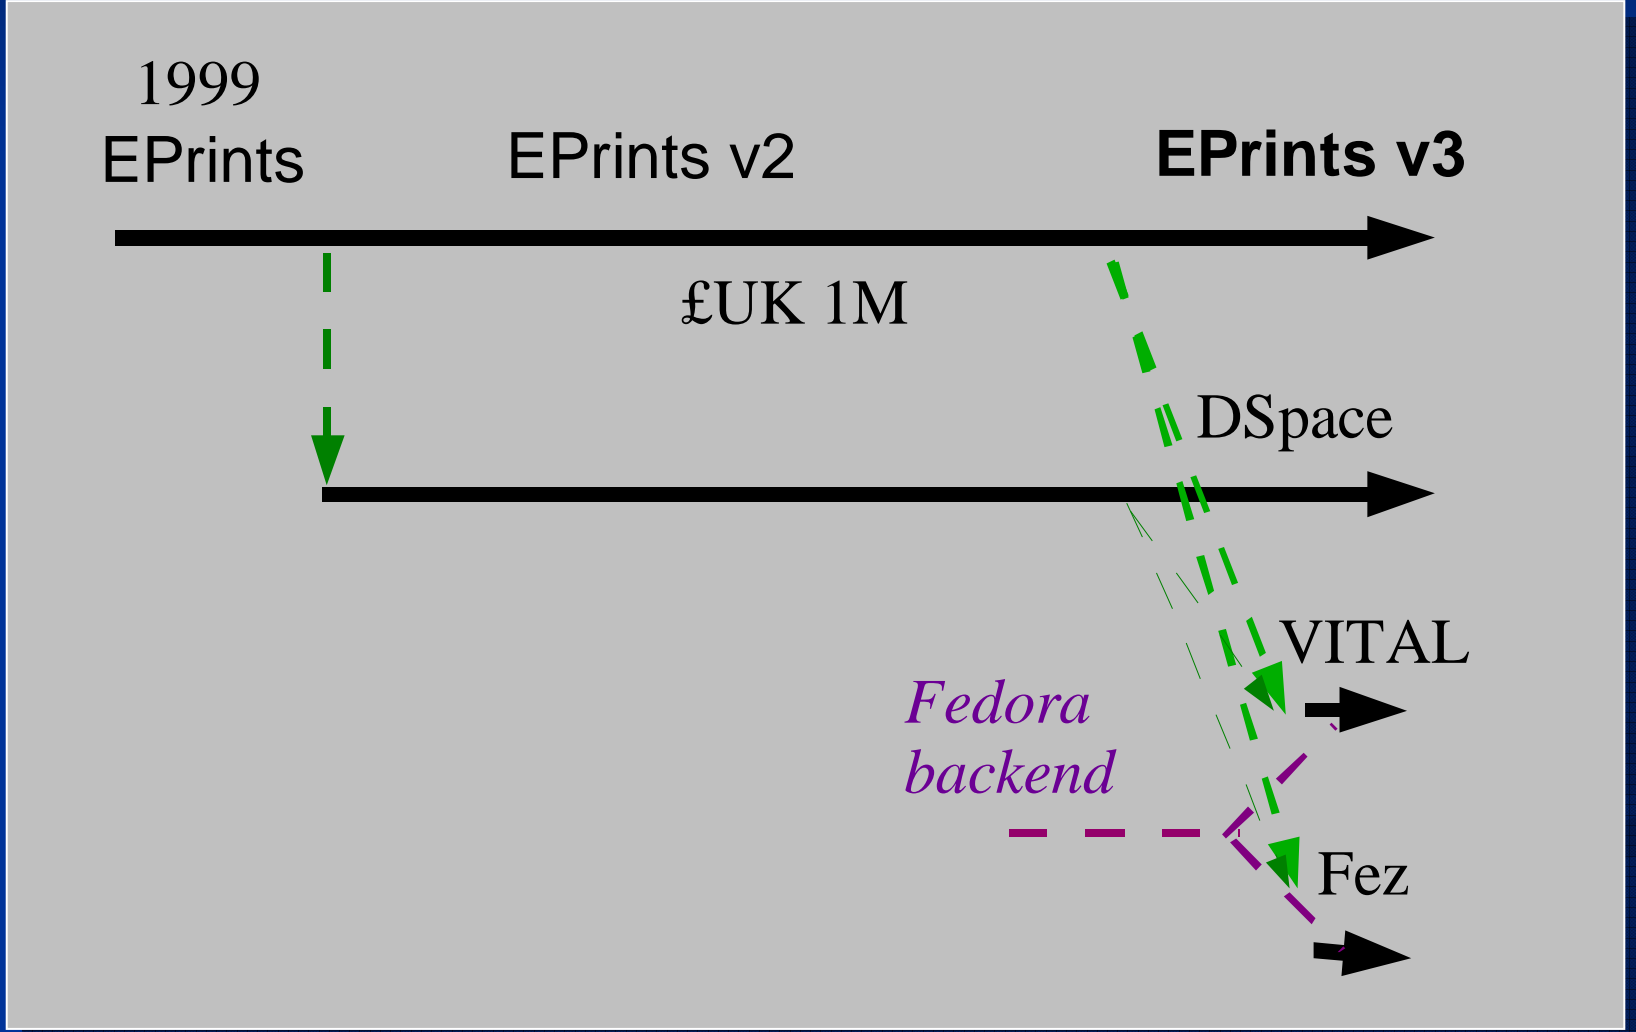 1999
EPrints
EPrints v2
EPrints v3
£UK 1M
DSpace
VITAL
Fedora
backend
Fez